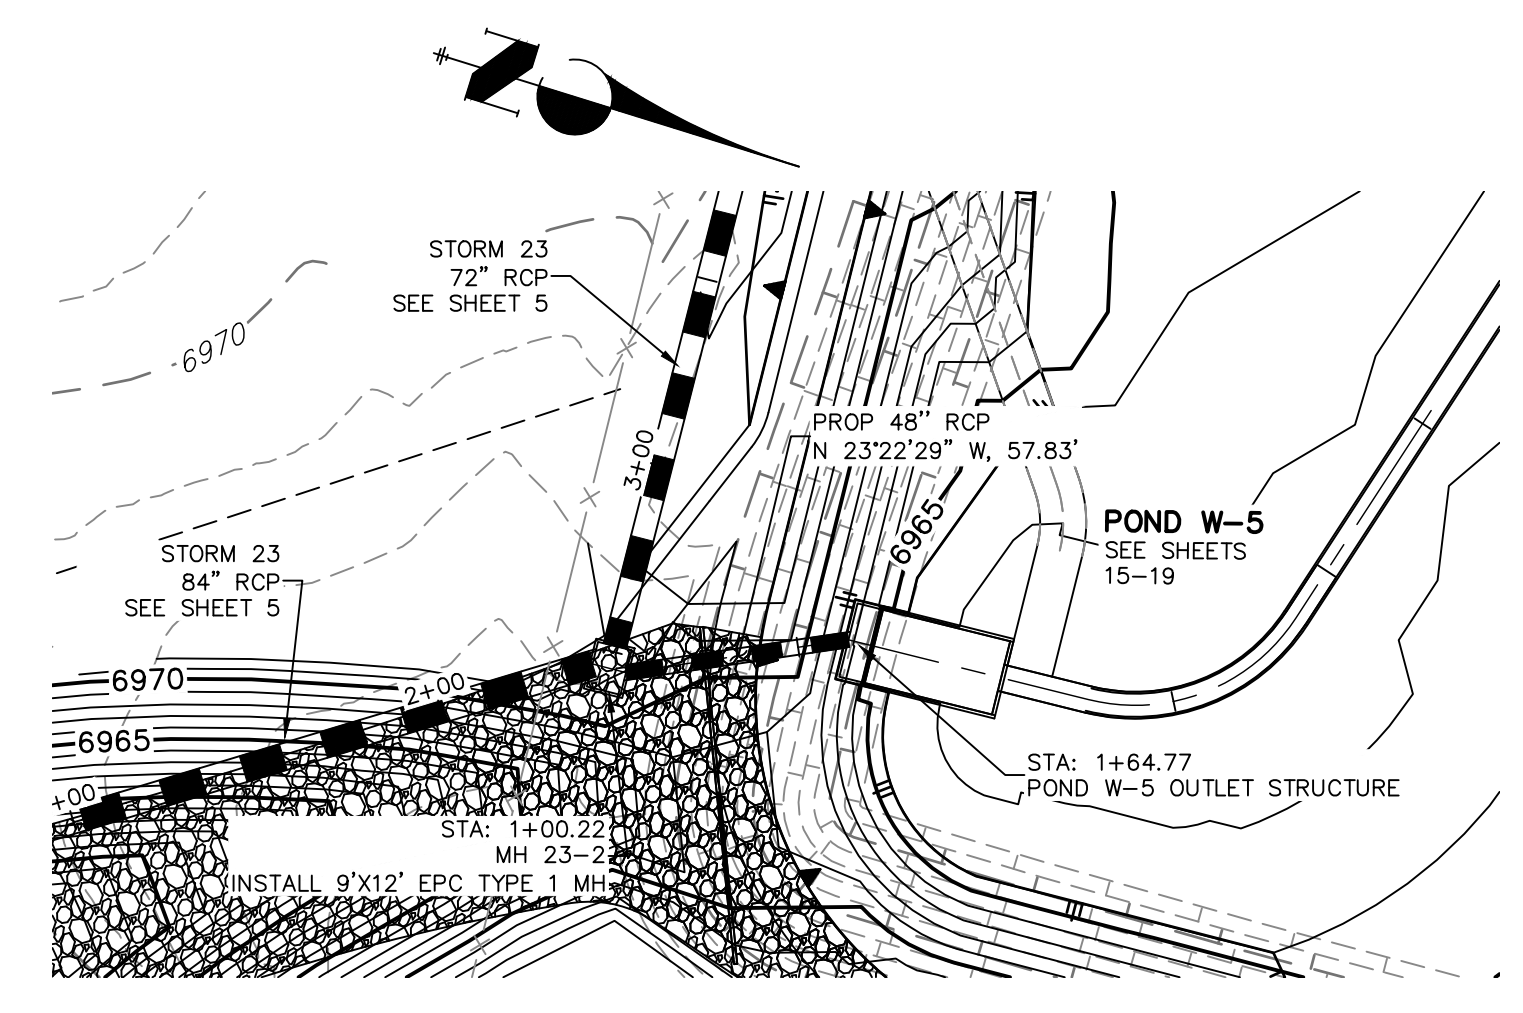 N
STORM 23
72" RCP
SEE SHEET 5
6970
3+00
PROP 48" RCP
N 23°22'29" W, 57.83'
6965
POND W-5
SEE SHEETS
15-19
STORM 23
84" RCP
SEE SHEET 5
6970
2+00
6965
+00
STA: 1+64.77
POND W-5 OUTLET STRUCTURE
STA: 1+00.22
MH 23-2
INSTALL 9'X12' EPC TYPE 1 MH